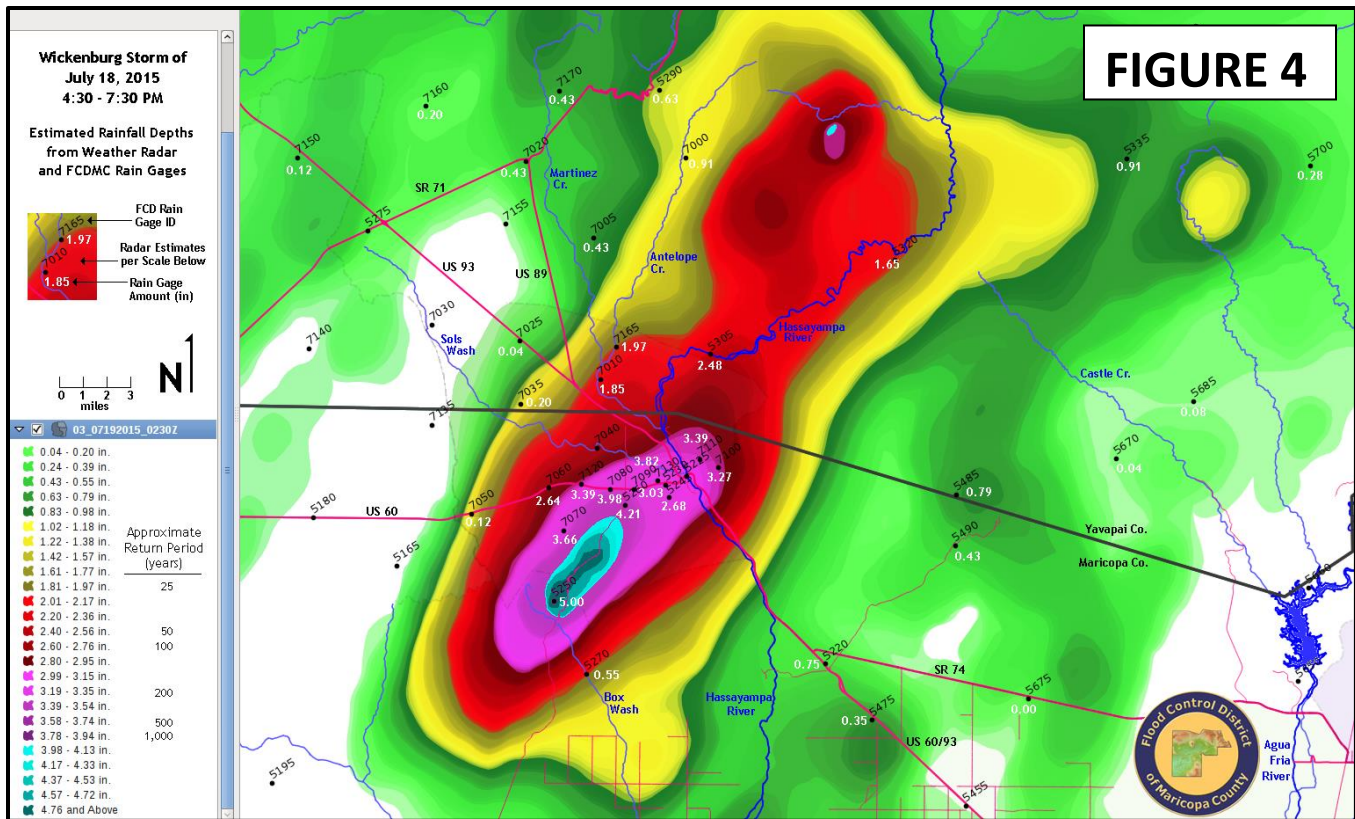 Wickenburg Storm of
July 18, 2015
4:30 - 7:30 PM
Estimated Rainfall Depths
from Weather Radar
and FCDMC Rain Gages
7165
1.97
7010
1.85
FCD Rain
Gage ID
Radar Estimates
per Scale Below
Rain Gage
Amount (in)
N
0 1 2 3
miles
03_07192015_0230Z
0.04 - 0.20 in.
0.24 - 0.39 in.
0.43 - 0.55 in.
0.63 - 0.79 in.
0.83 - 0.98 in.
1.02 - 1.18 in.
1.22 - 1.38 in.
1.42 - 1.57 in.
1.61 - 1.77 in.
1.81 - 1.97 in.
2.01 - 2.17 in.
2.20 - 2.36 in.
2.40 - 2.56 in.
2.60 - 2.76 in.
2.80 - 2.95 in.
2.99 - 3.15 in.
3.19 - 3.35 in.
3.39 - 3.54 in.
3.58 - 3.74 in.
3.78 - 3.94 in.
3.98 - 4.13 in.
4.17 - 4.33 in.
4.37 - 4.53 in.
4.57 - 4.72 in.
4.76 and Above
Approximate
Return Period
(years)
25
50
100
200
500
1,000
FIGURE 4
7160
0.20
7170
0.43
5290
0.63
7150
0.12
7020
0.43
7000
0.91
5335
0.91
5700
0.28
SR 71
Martinez
Cr.
5275
7155
7005
0.43
5320
1.65
US 93
US 89
Antelope
Cr.
7030
7140
Sols
Wash
7025
0.04
7165
1.97
5305
2.48
Hassayampa
River
7010
1.85
Castle Cr.
7035
0.20
5685
0.08
7135
7040
3.39
7110
7100
3.27
5670
0.04
3.82
7130
7060
2.64
7120
3.39
7080
3.98
7090
3.03
2.68
4.21
5485
0.79
Yavapai Co.
Maricopa Co.
5180
US 60
7050
0.12
7070
3.66
5490
0.43
5165
5250
5.00
5270
0.55
Box
Wash
Hassayampa
River
5220
0.75
SR 74
5675
0.00
5475
0.35
US 60/93
5455
5195
Flood Control District
of Maricopa County
Agua
Fria
River